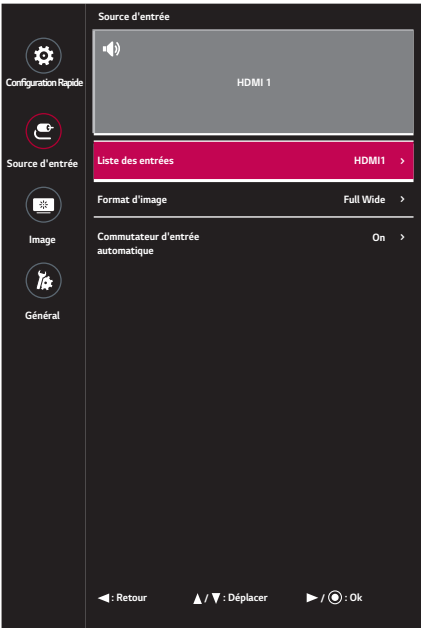 Source d'entrée
Configuration Rapide
HDMI 1
Source d'entrée
Liste des entrées HDMI1 >
Format d'image Full Wide >
Image
Commutateur d'entrée On >
automatique
Général
◄ : Retour ▲ / ▼ : Déplacer ► / ◉ : Ok